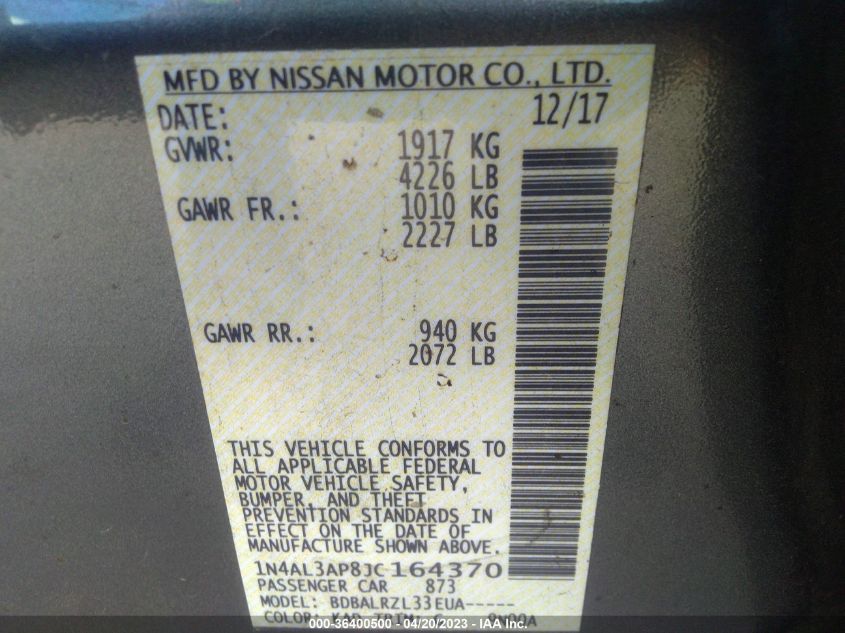 MFD BY NISSAN MOTOR CO., LTD.
DATE: 12/17
GVWR: 1917 KG
4226 LB
GAWR FR.: 1010 KG
2227 LB
GAWR RR.: 940 KG
2072 LB
THIS VEHICLE CONFORMS TO
ALL APPLICABLE FEDERAL
MOTOR VEHICLE SAFETY,
BUMPER, AND THEFT
PREVENTION STANDARDS IN
EFFECT ON THE DATE OF
MANUFACTURE SHOWN ABOVE.
1N4AL3AP8JC164370
PASSENGER CAR 873
MODEL: BDBALRZL33EUA-----
COLOR: KAD TRIM:
000-36400500 - 04/20/2023 - IAA Inc.